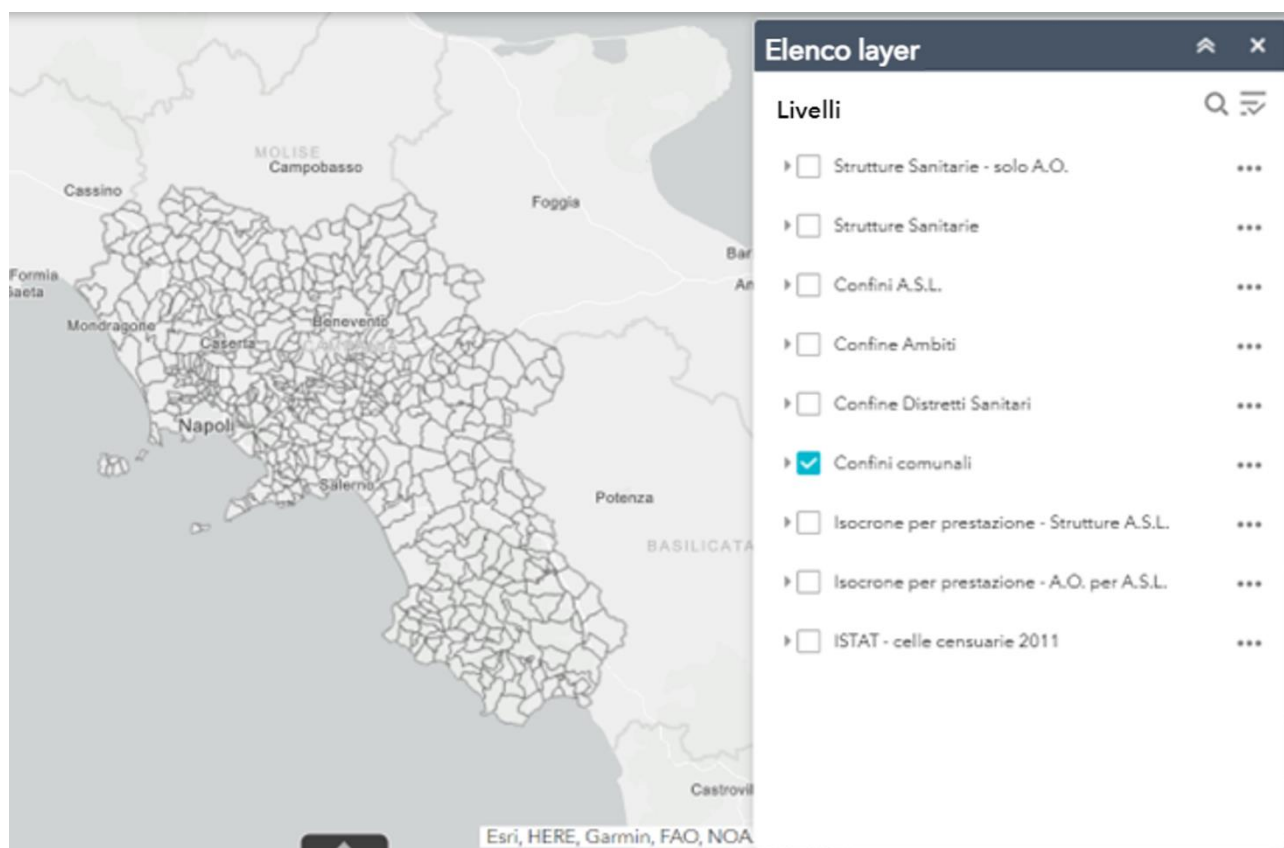 Elenco layer
Livelli
Strutture Sanitarie - solo A.O.
Strutture Sanitarie
Confini A.S.L.
Confine Ambiti
Confine Distretti Sanitari
Confini comunali
Isocrone per prestazione - Strutture A.S.L.
Isocrone per prestazione - A.O. per A.S.L.
ISTAT - celle censuarie 2011
MOLISE
Campobasso
Cassino
Foggia
Bar
An
Formia
Gaeta
Mondragone
Benevento
Caserta
Napoli
Salerno
Potenza
BASILICATA
Castrovil
Esri, HERE, Garmin, FAO, NOA